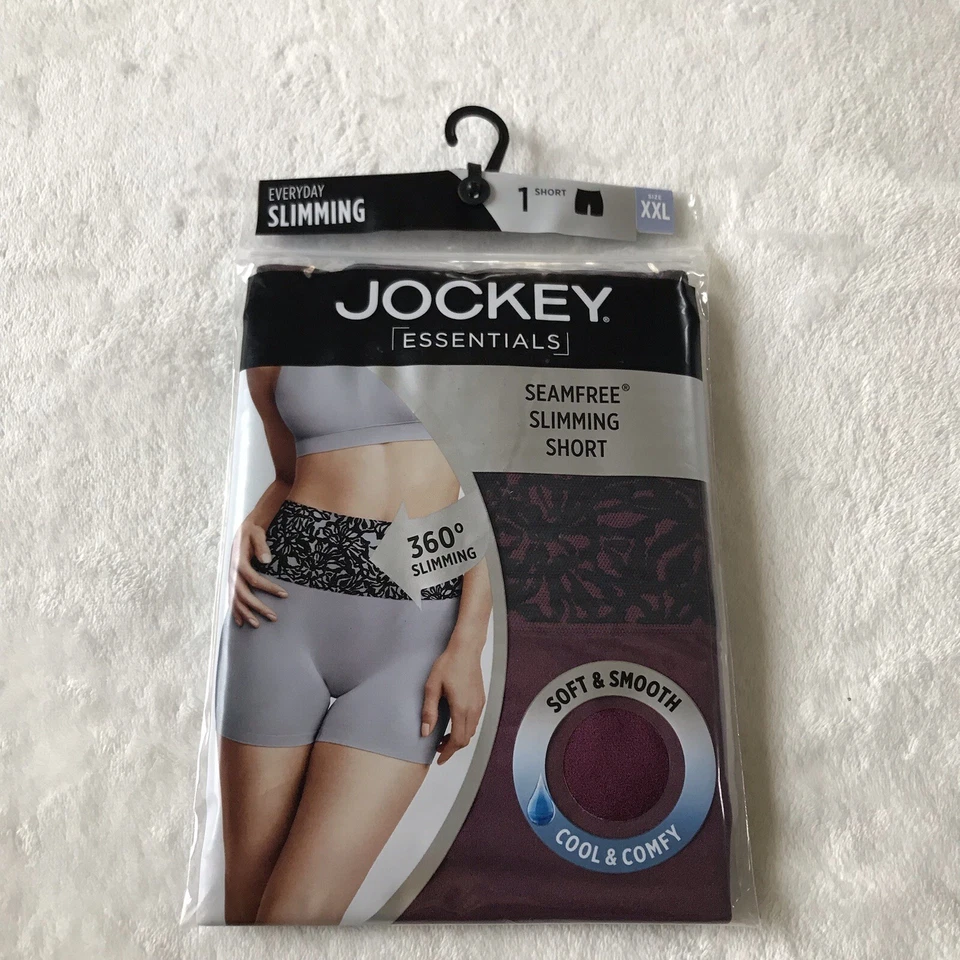 EVERYDAY
SLIMMING
1 SHORT
SIZE
XXL
JOCKEY®
ESSENTIALS
SEAMFREE®
SLIMMING
SHORT
360°
SLIMMING
SOFT & SMOOTH
COOL & COMFY